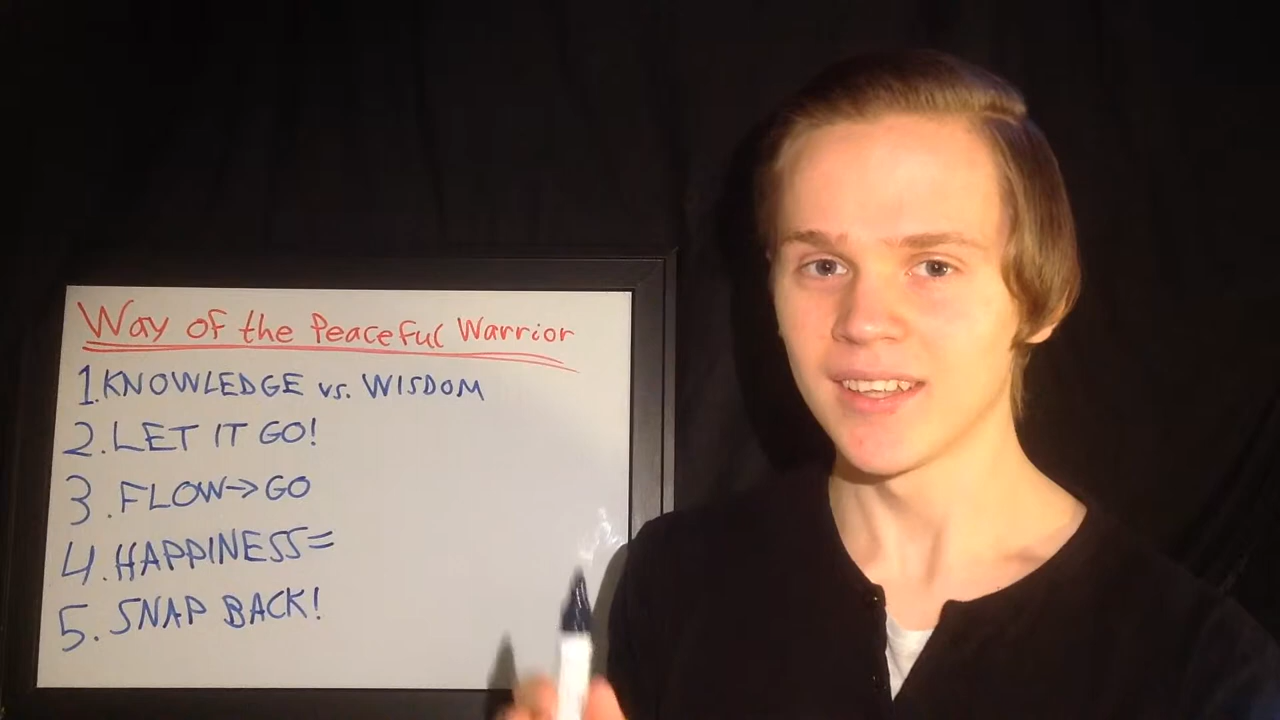 Way of the Peaceful Warrior
1. KNOWLEDGE vs. WISDOM
2. LET IT GO!
3. FLOW→GO
4. HAPPINESS=
5. SNAP BACK!